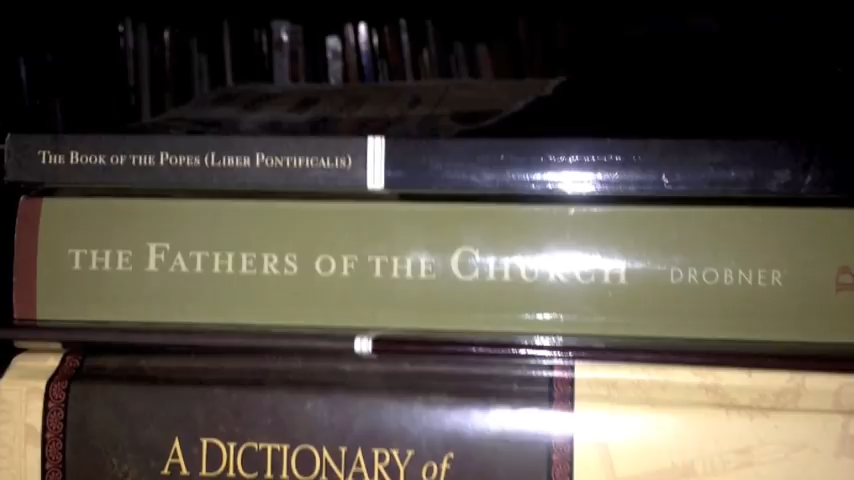 The Book of the Popes (Liber Pontificalis)
THE FATHERS OF THE CHURCH DROBNER
A DICTIONARY of